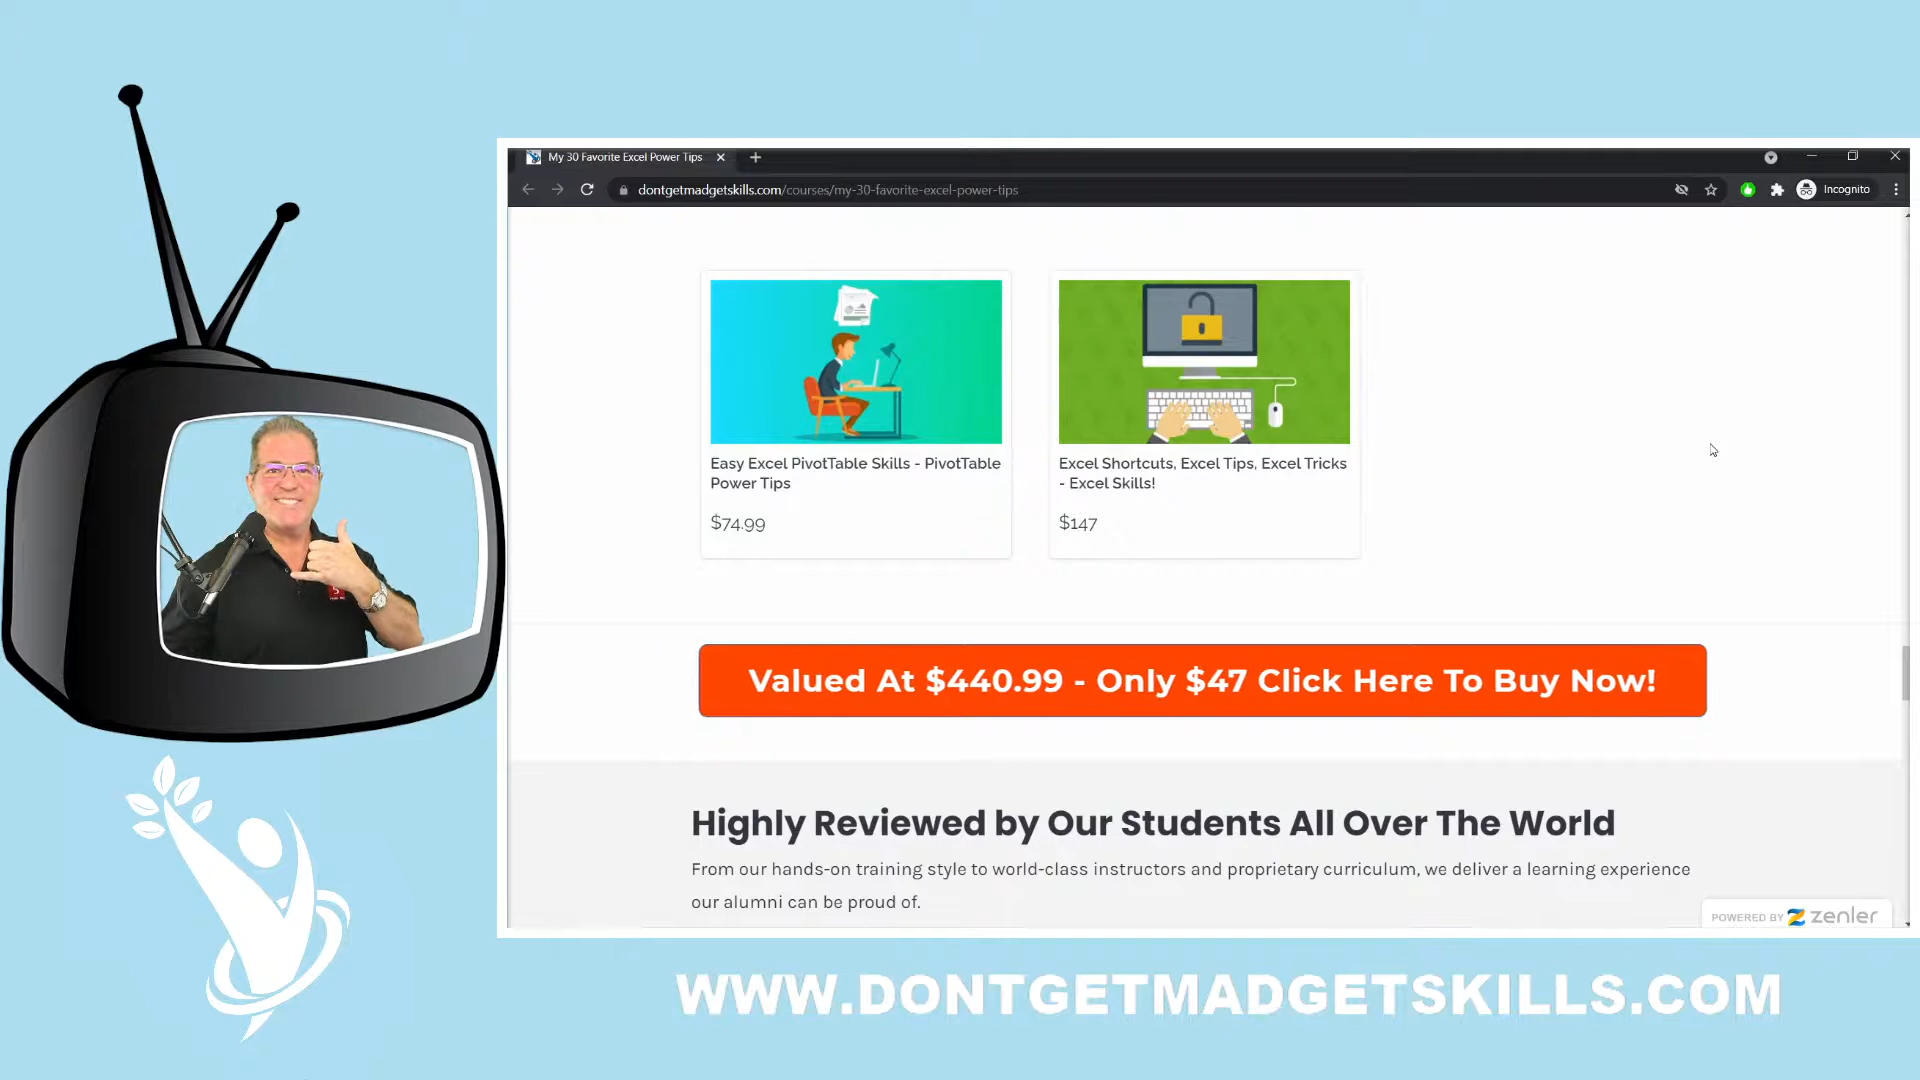 My 30 Favorite Excel Power Tips
dontgetmadgetskills.com/courses/my-30-favorite-excel-power-tips
Incognito
Easy Excel PivotTable Skills - PivotTable
Power Tips
$74.99
Excel Shortcuts, Excel Tips, Excel Tricks
- Excel Skills!
$147
Valued At $440.99 - Only $47 Click Here To Buy Now!
Highly Reviewed by Our Students All Over The World
From our hands-on training style to world-class instructors and proprietary curriculum, we deliver a learning experience
our alumni can be proud of.
POWERED BY zenler
WWW.DONTGETMADGETSKILLS.COM